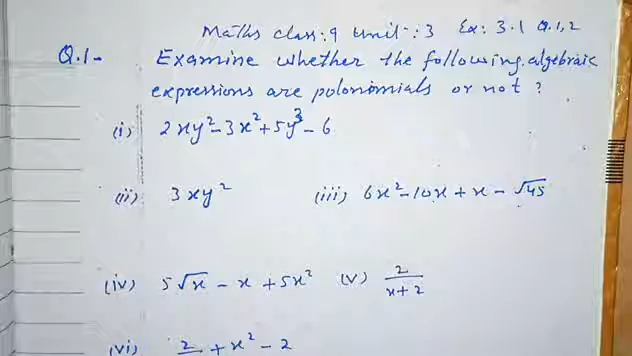 Maths class: 9 Unit: 3 Ex: 3.1 Q.1,2
Q.1- Examine whether the following algebraic
expressions are polonomials or not?
(i) 2xy²-3x²+5y³-6
(ii) 3xy² (iii) 6x²-10x+x-√45
(iv) 5√x - x + 5x² (v) 2/(x+2)
(vi) 2 + x² - 2